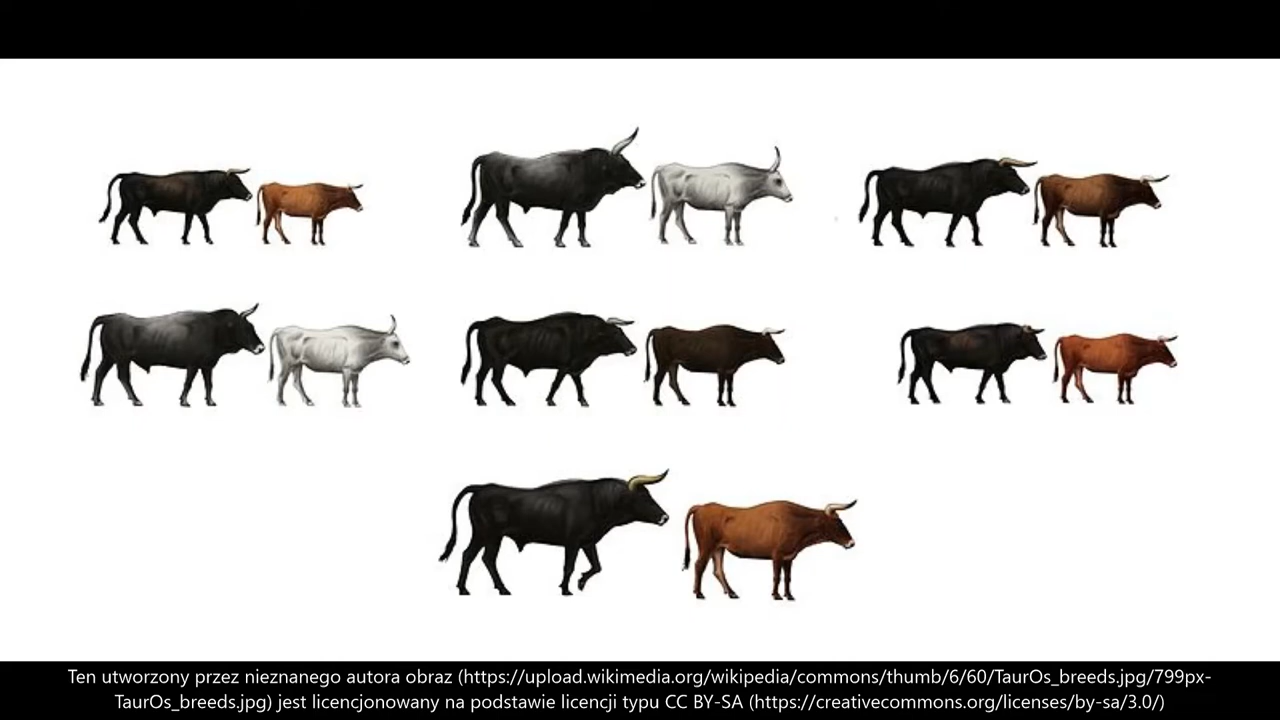 Ten utworzony przez nieznanego autora obraz (https://upload.wikimedia.org/wikipedia/commons/thumb/6/60/TaurOs_breeds.jpg/799px-
TaurOs_breeds.jpg) jest licencjonowany na podstawie licencji typu CC BY-SA (https://creativecommons.org/licenses/by-sa/3.0/)